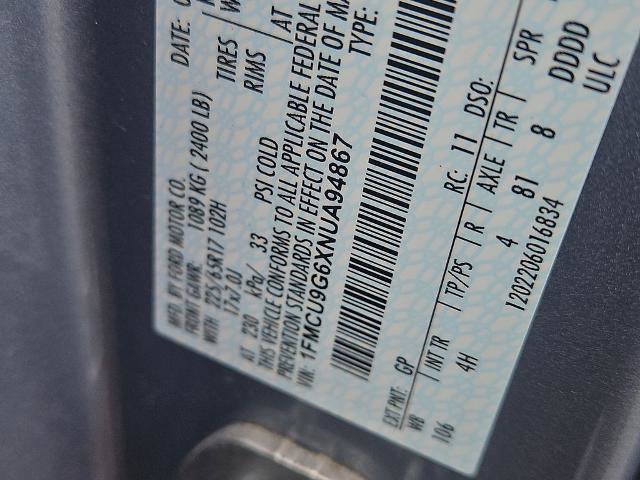 MFD. BY FORD MOTOR CO. DATE:
FRONT GAWR: 1089 KG ( 2400 LB)
WITH 225/65R17 102H TIRES
17x7.0J RIMS
AT 230 kPa/ 33 PSI COLD AT
THIS VEHICLE CONFORMS TO ALL APPLICABLE FEDERAL
PREVENTION STANDARDS IN EFFECT ON THE DATE OF MA
VIN: 1FMCU9G6XNUA94867 TYPE:
EXT PNT: GP RC: 11 DSO:
WB INT TR TP/PS R AXLE TR SPR
106 4H 4 81 8 DDDD
1202206016834 ULC